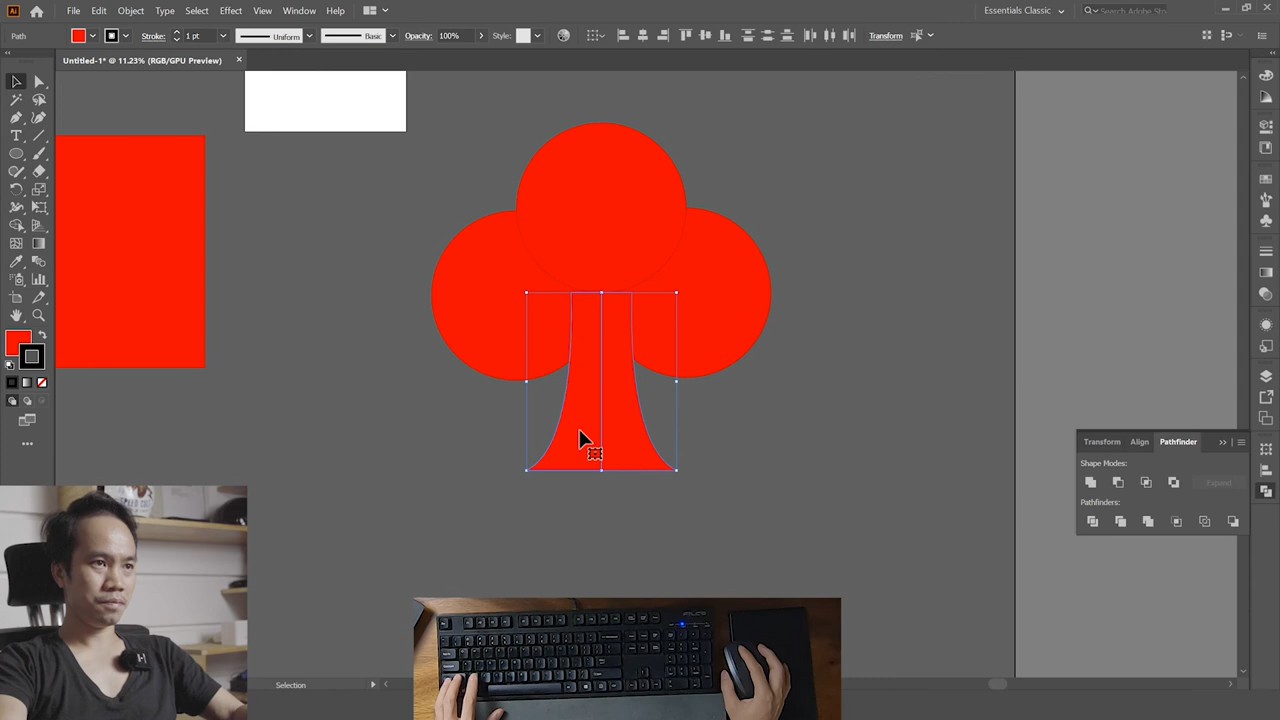 Ai File Edit Object Type Select Effect View Window Help Essentials Classic Search Adobe Sto
Path Stroke: 1 pt Uniform Basic Opacity: 100% Style: Transform
Untitled-1* @ 11.23% (RGB/GPU Preview) ×
Transform Align Pathfinder
Shape Modes:
Expand
Pathfinders:
Selection